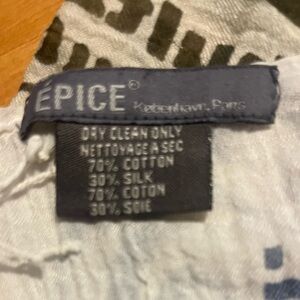 ÉPICE® København. Paris
DRY CLEAN ONLY
NETTOYAGE A SEC
70% COTTON
30% SILK
70% COTON
30% SOIE